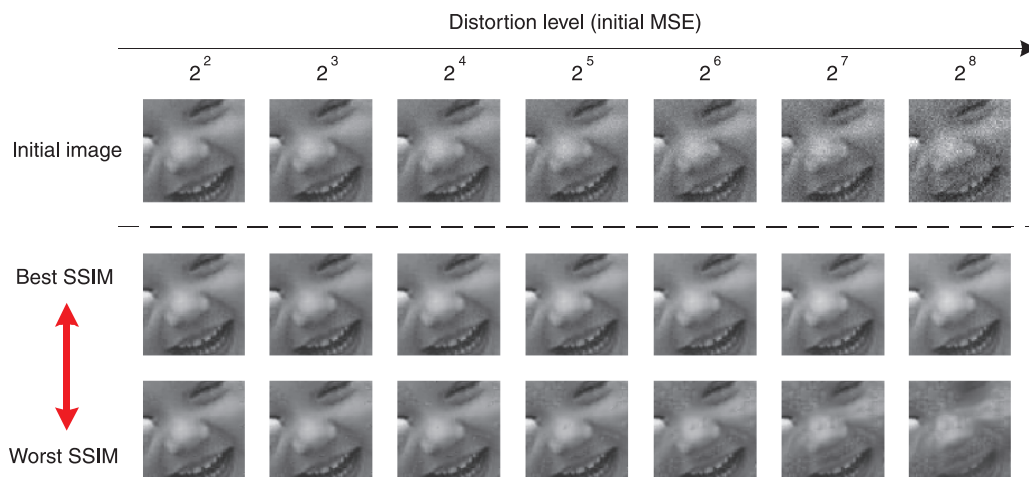 Distortion level (initial MSE)
2^2 2^3 2^4 2^5 2^6 2^7 2^8
Initial image
Best SSIM
Worst SSIM